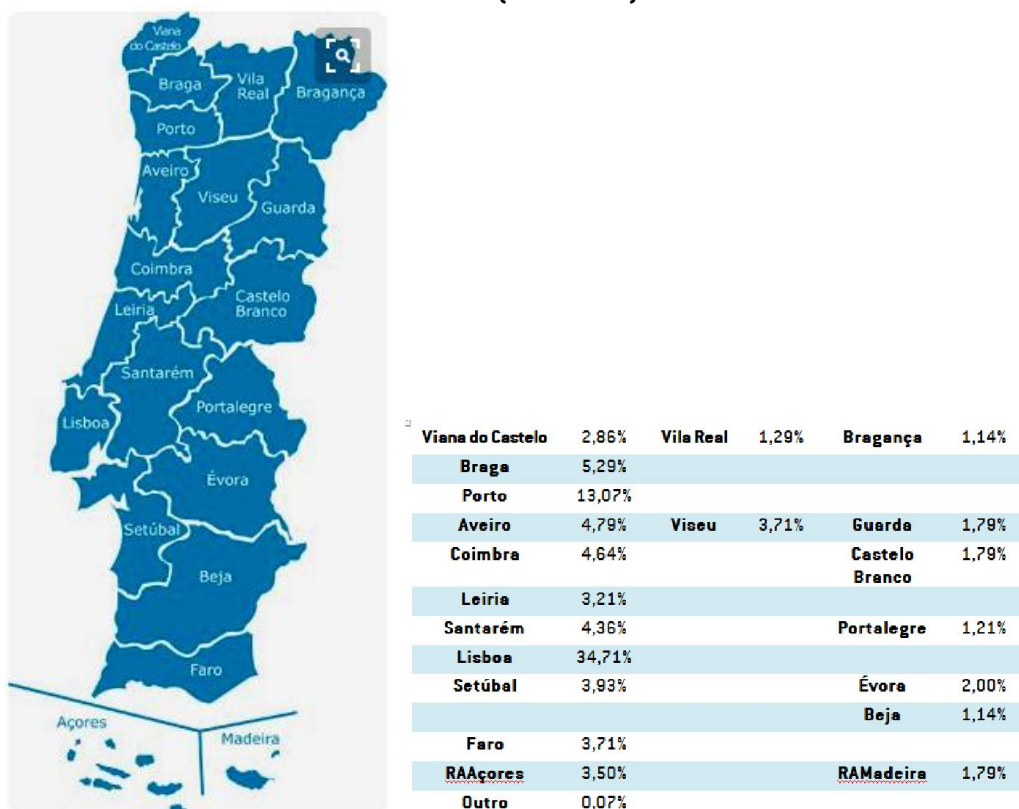 Viana
do Castelo
Braga
Vila
Real
Bragança
Porto
Aveiro
Viseu
Guarda
Coimbra
Leiria
Castelo
Branco
Santarém
Portalegre
Lisboa
Évora
Setúbal
Beja
Faro
Açores
Madeira
Viana do Castelo 2,86% Vila Real 1,29% Bragança 1,14%
Braga 5,29%
Porto 13,07%
Aveiro 4,79% Viseu 3,71% Guarda 1,79%
Coimbra 4,64% Castelo 1,79%
Branco
Leiria 3,21%
Santarém 4,36% Portalegre 1,21%
Lisboa 34,71%
Setúbal 3,93% Évora 2,00%
Beja 1,14%
Faro 3,71%
RAAçores 3,50% RAMadeira 1,79%
Outro 0,07%